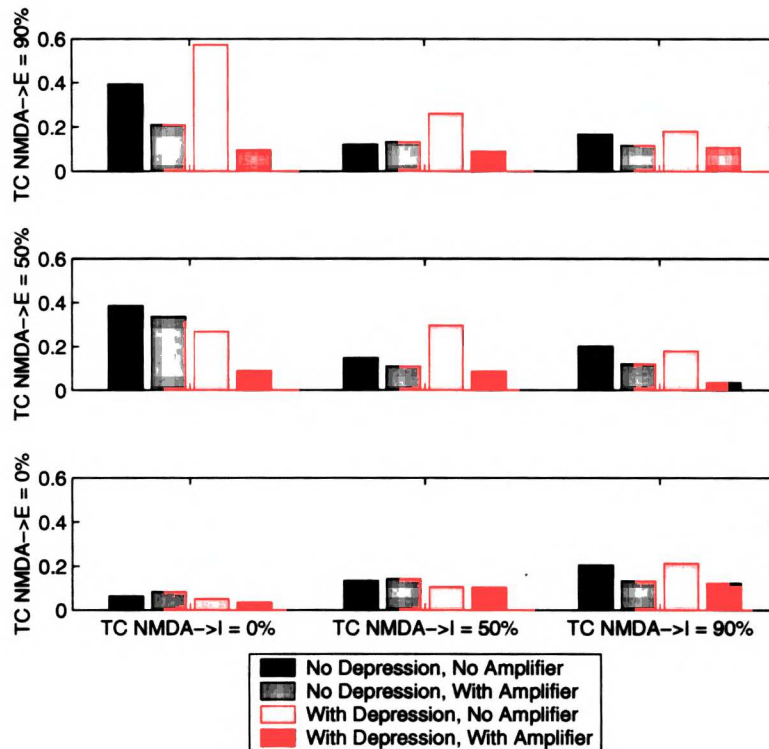 TC NMDA->E = 90%
0.6
0.4
0.2
0
TC NMDA->E = 50%
0.6
0.4
0.2
0
TC NMDA->E = 0%
0.6
0.4
0.2
0
TC NMDA->I = 0% TC NMDA->I = 50% TC NMDA->I = 90%
No Depression, No Amplifier
No Depression, With Amplifier
With Depression, No Amplifier
With Depression, With Amplifier